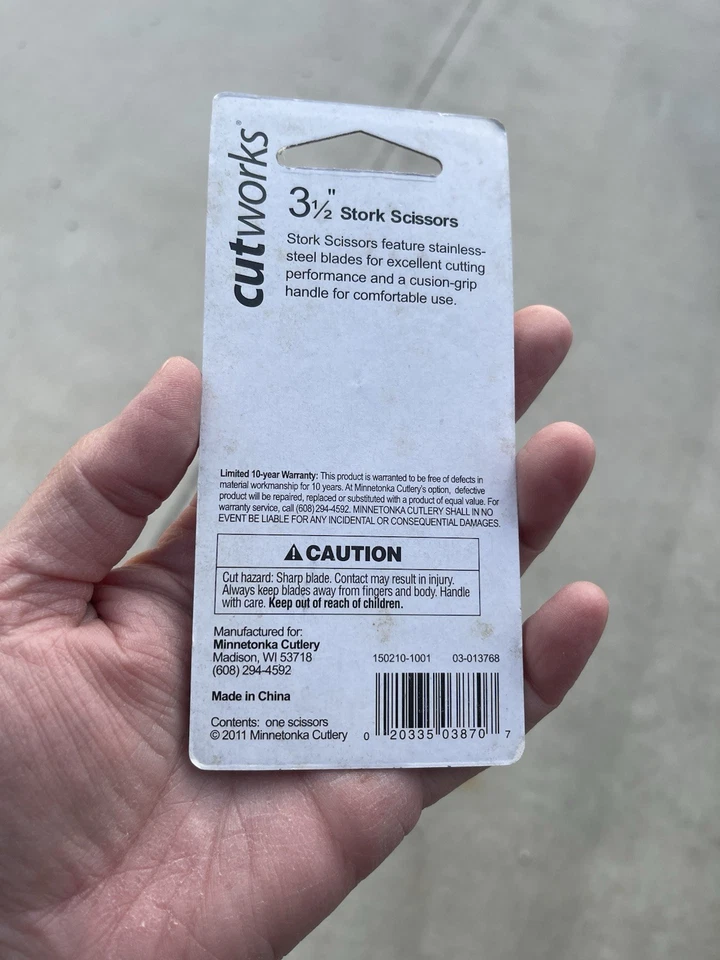 cutworks®
3½" Stork Scissors
Stork Scissors feature stainless-
steel blades for excellent cutting
performance and a cusion-grip
handle for comfortable use.
Limited 10-year Warranty: This product is warranted to be free of defects in
material workmanship for 10 years. At Minnetonka Cutlery's option, defective
product will be repaired, replaced or substituted with a product of equal value. For
warranty service, call (608) 294-4592. MINNETONKA CUTLERY SHALL IN NO
EVENT BE LIABLE FOR ANY INCIDENTAL OR CONSEQUENTIAL DAMAGES.
⚠ CAUTION
Cut hazard: Sharp blade. Contact may result in injury.
Always keep blades away from fingers and body. Handle
with care. Keep out of reach of children.
Manufactured for:
Minnetonka Cutlery
Madison, WI 53718
(608) 294-4592
Made in China
Contents: one scissors
© 2011 Minnetonka Cutlery
150210-1001 03-013768
0 20335 03870 7